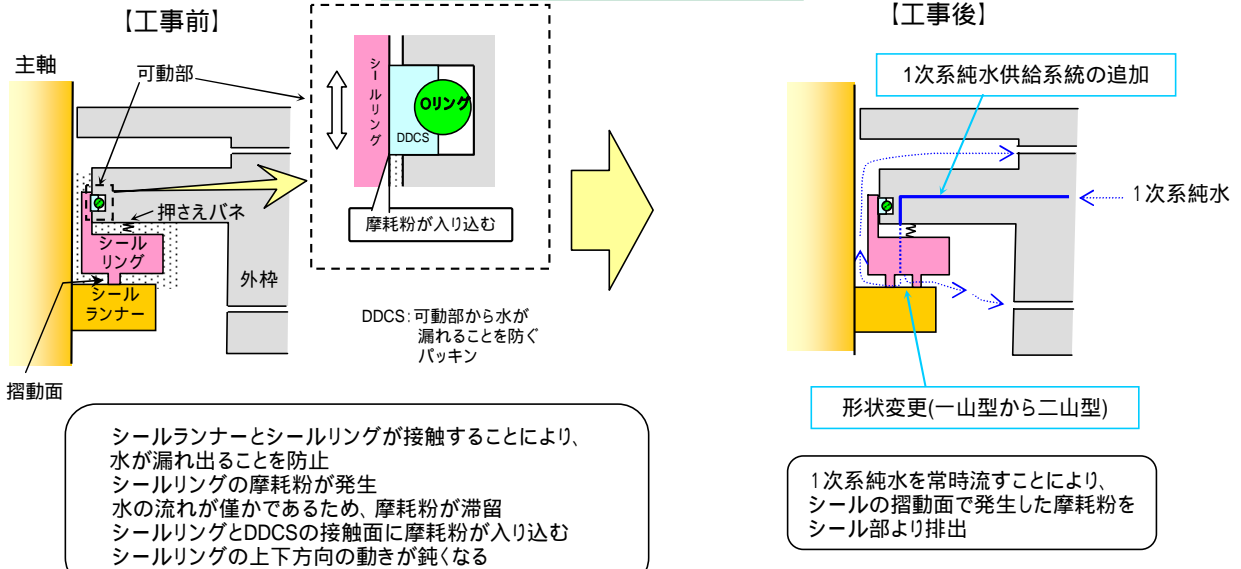 【工事前】
主軸
可動部
シールリング
DDCS
Oリング
摩耗粉が入り込む
押さえバネ
シール
リング
シール
ランナー
外枠
摺動面
DDCS:可動部から水が
漏れることを防ぐ
パッキン
シールランナーとシールリングが接触することにより、
水が漏れ出ることを防止
シールリングの摩耗粉が発生
水の流れが僅かであるため、摩耗粉が滞留
シールリングとDDCSの接触面に摩耗粉が入り込む
シールリングの上下方向の動きが鈍くなる
【工事後】
1次系純水供給系統の追加
1次系純水
形状変更(一山型から二山型)
1次系純水を常時流すことにより、
シールの摺動面で発生した摩耗粉を
シール部より排出